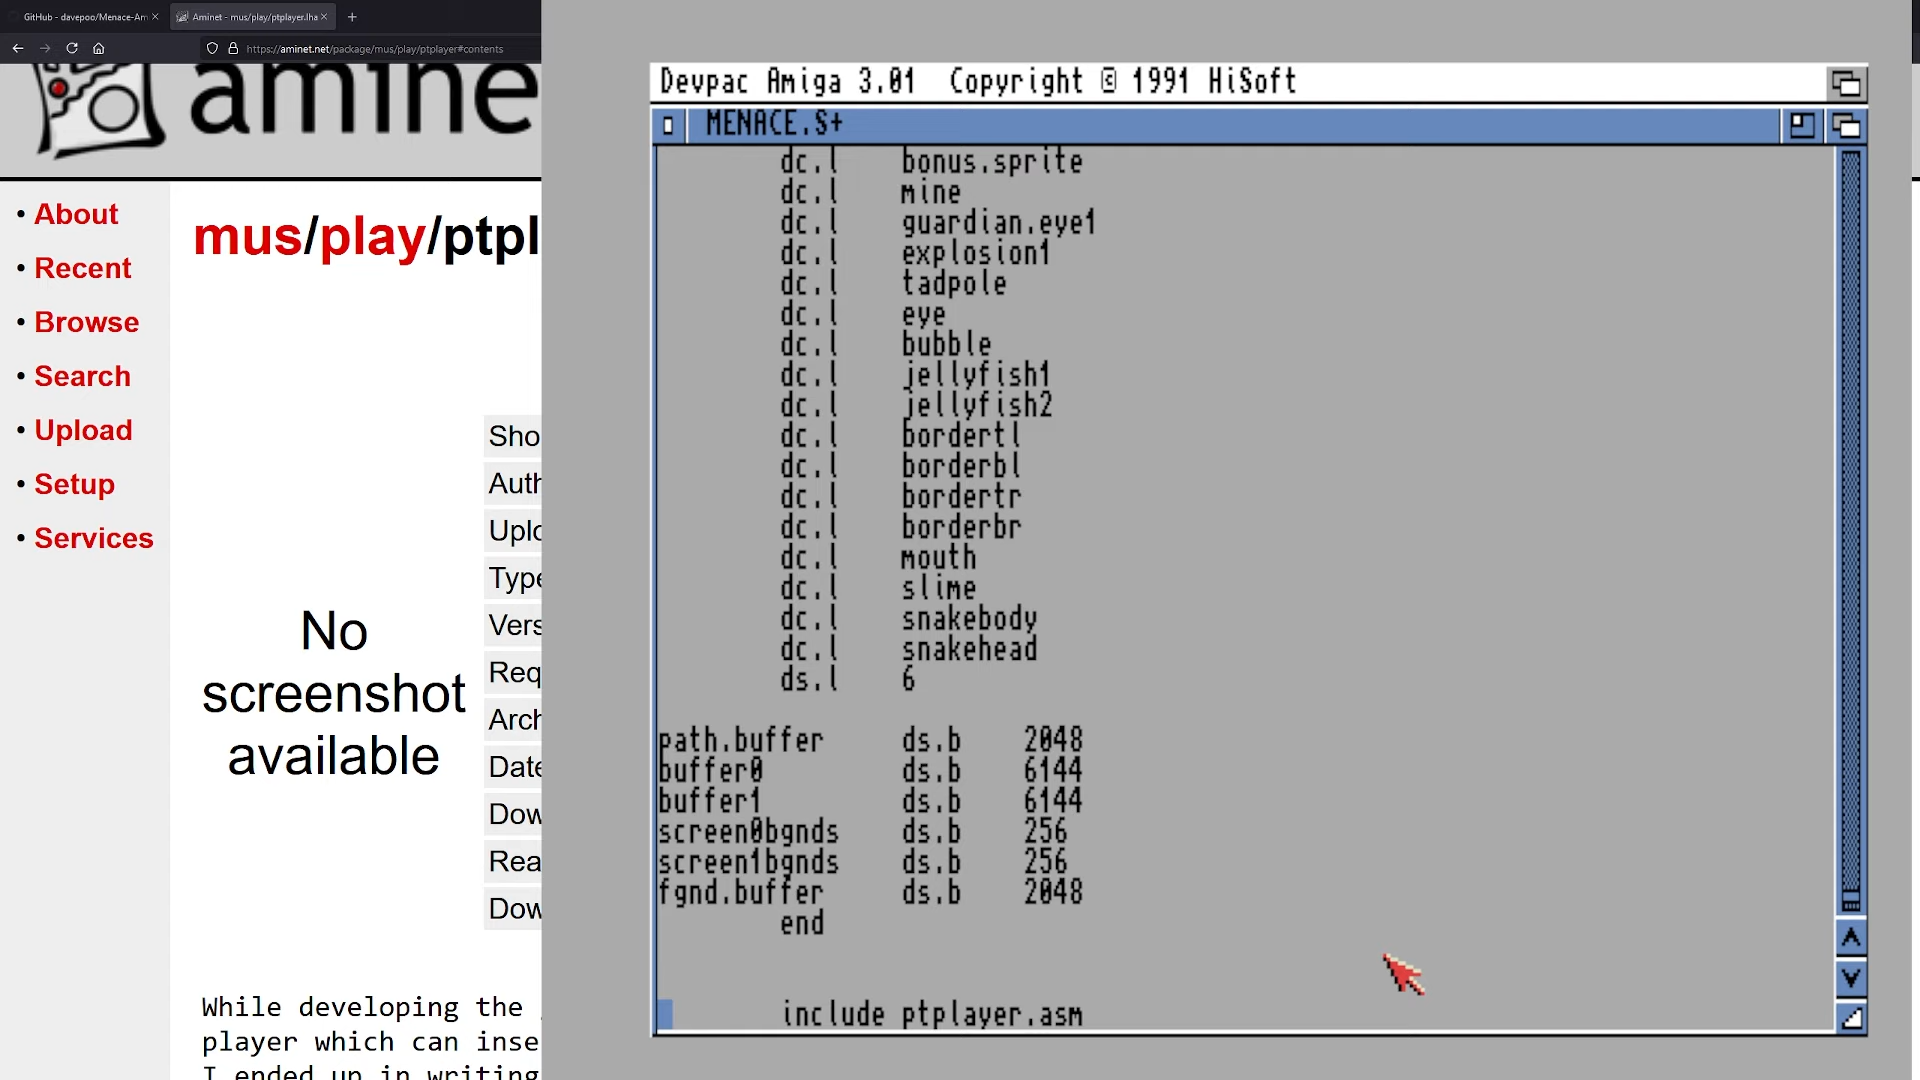 GitHub - davepoo/Menace-Am
Aminet - mus/play/ptplayer.lha
https://aminet.net/package/mus/play/ptplayer#contents
amine
• About
• Recent
• Browse
• Search
• Upload
• Setup
• Services
mus/play/ptpl
No
screenshot
available
Sho
Auth
Uplo
Type
Vers
Req
Arch
Date
Dow
Rea
Dow
While developing the
player which can inse
I ended up in writing
Devpac Amiga 3.01 Copyright © 1991 HiSoft
MENACE.S+
dc.l bonus.sprite
dc.l mine
dc.l guardian.eye1
dc.l explosion1
dc.l tadpole
dc.l eye
dc.l bubble
dc.l jellyfish1
dc.l jellyfish2
dc.l bordertl
dc.l borderbl
dc.l bordertr
dc.l borderbr
dc.l mouth
dc.l slime
dc.l snakebody
dc.l snakehead
ds.l 6
path.buffer ds.b 2048
buffer0 ds.b 6144
buffer1 ds.b 6144
screen0bgnds ds.b 256
screen1bgnds ds.b 256
fgnd.buffer ds.b 2048
end
include ptplayer.asm